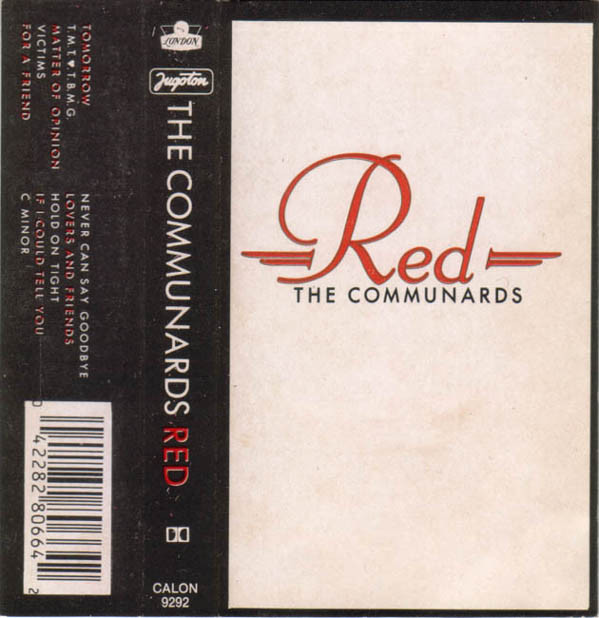 TOMORROW
T.M.T.♥.T.B.M.G.
MATTER OF OPINION
VICTIMS
FOR A FRIEND
NEVER CAN SAY GOODBYE
LOVERS AND FRIENDS
HOLD ON TIGHT
IF I COULD TELL YOU
C MINOR
0 42282 80664 2
LONDON
Jugoton
THE COMMUNARDS RED
CALON
9292
Red
THE COMMUNARDS